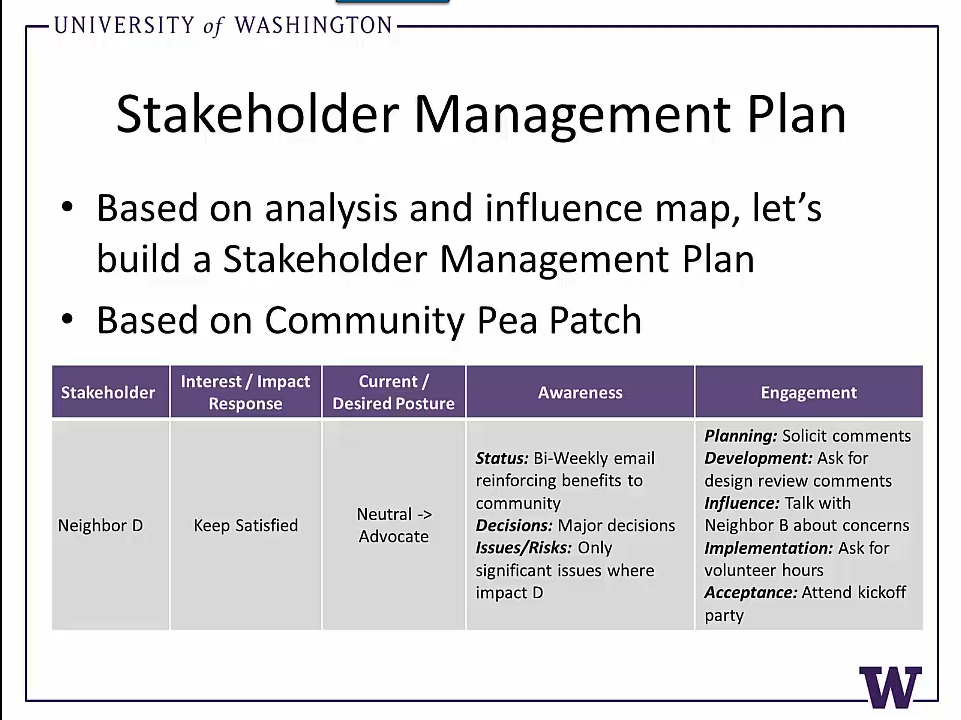 UNIVERSITY of WASHINGTON
Stakeholder Management Plan
• Based on analysis and influence map, let's
build a Stakeholder Management Plan
• Based on Community Pea Patch
Stakeholder
Interest / Impact
Response
Current /
Desired Posture
Awareness
Engagement
Neighbor D
Keep Satisfied
Neutral ->
Advocate
Status: Bi-Weekly email
reinforcing benefits to
community
Decisions: Major decisions
Issues/Risks: Only
significant issues where
impact D
Planning: Solicit comments
Development: Ask for
design review comments
Influence: Talk with
Neighbor B about concerns
Implementation: Ask for
volunteer hours
Acceptance: Attend kickoff
party
W